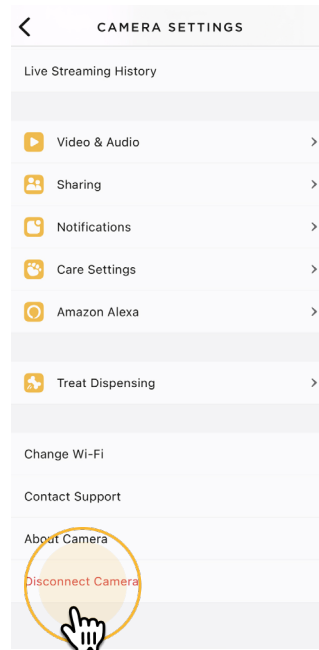 CAMERA SETTINGS
Live Streaming History
Video & Audio
Sharing
Notifications
Care Settings
Amazon Alexa
Treat Dispensing
Change Wi-Fi
Contact Support
About Camera
Disconnect Camera